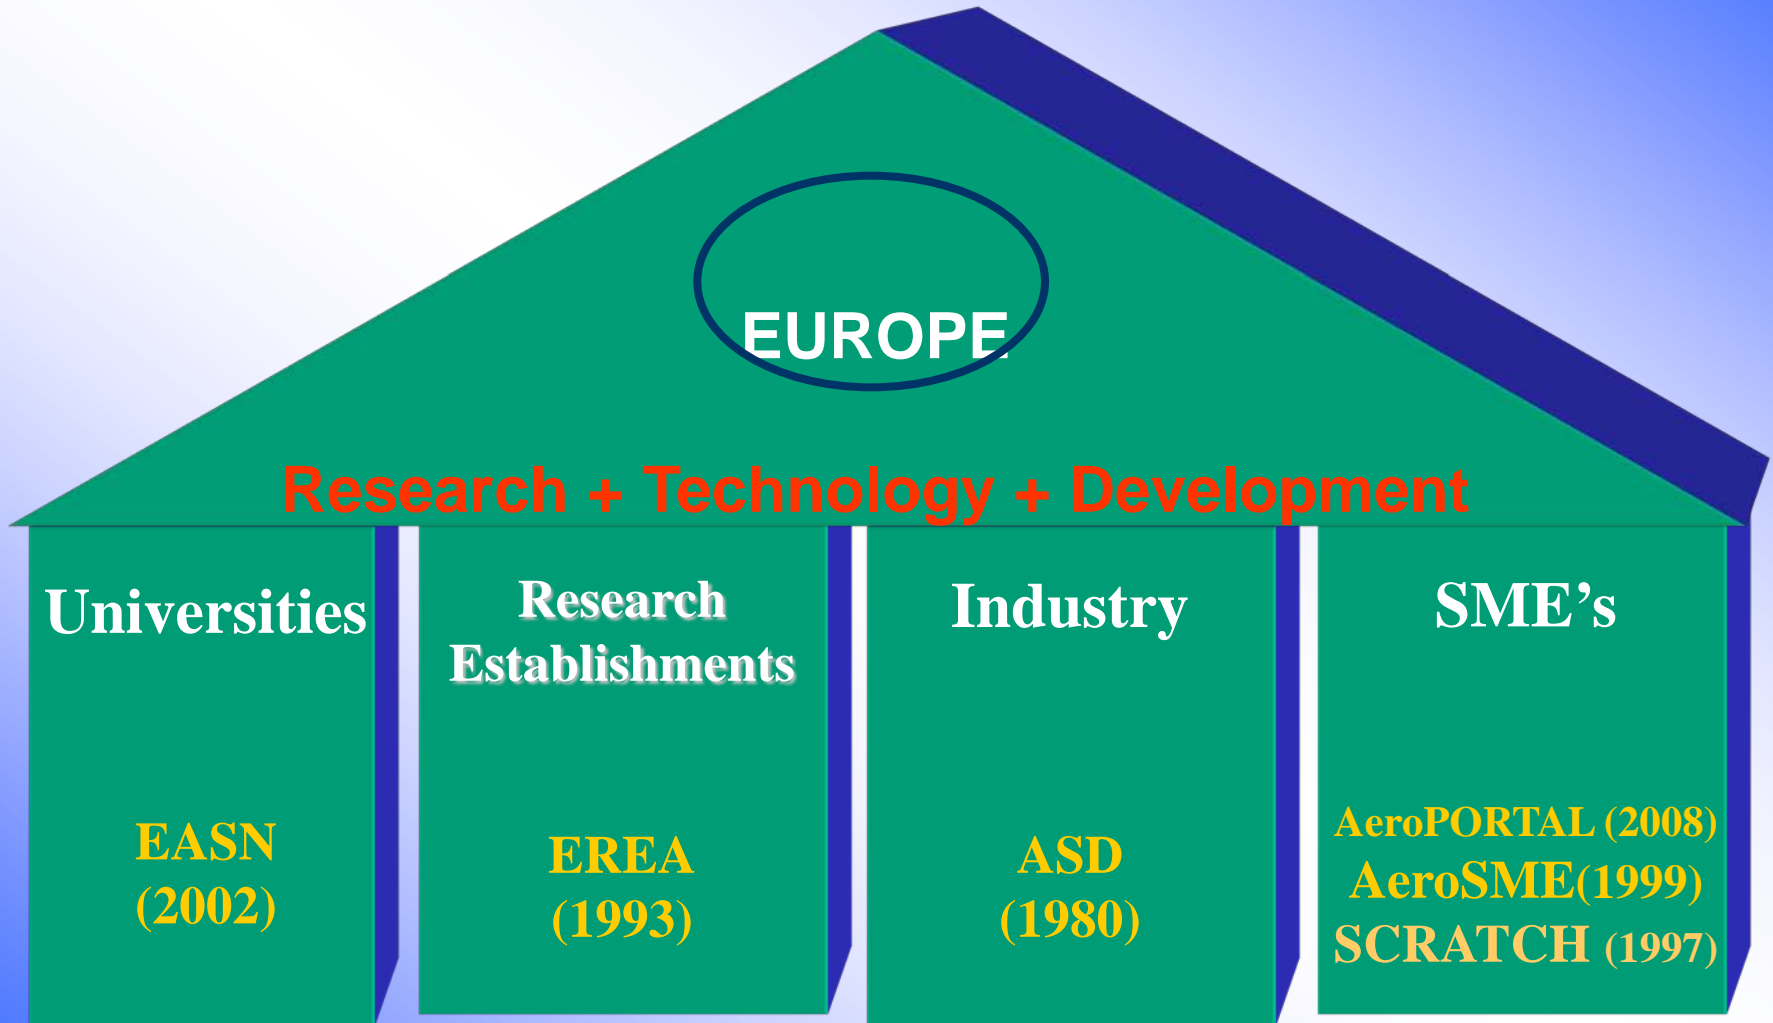 EUROPE
Research + Technology + Development
Universities
EASN
(2002)
Research
Establishments
EREA
(1993)
Industry
ASD
(1980)
SME’s
AeroPORTAL (2008)
AeroSME(1999)
SCRATCH (1997)